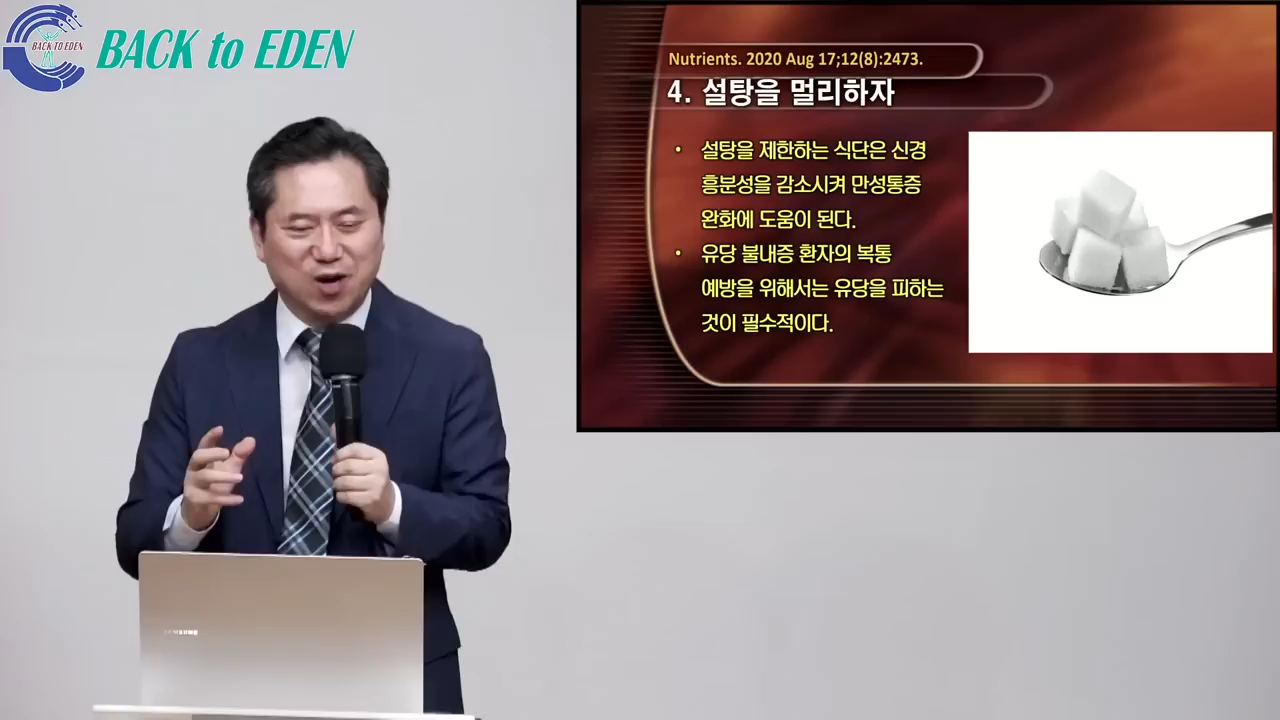 BACK TO EDEN
BACK to EDEN
Nutrients. 2020 Aug 17;12(8):2473.
4. 설탕을 멀리하자
• 설탕을 제한하는 식단은 신경
흥분성을 감소시켜 만성통증
완화에 도움이 된다.
• 유당 불내증 환자의 복통
예방을 위해서는 유당을 피하는
것이 필수적이다.
SAMSUNG